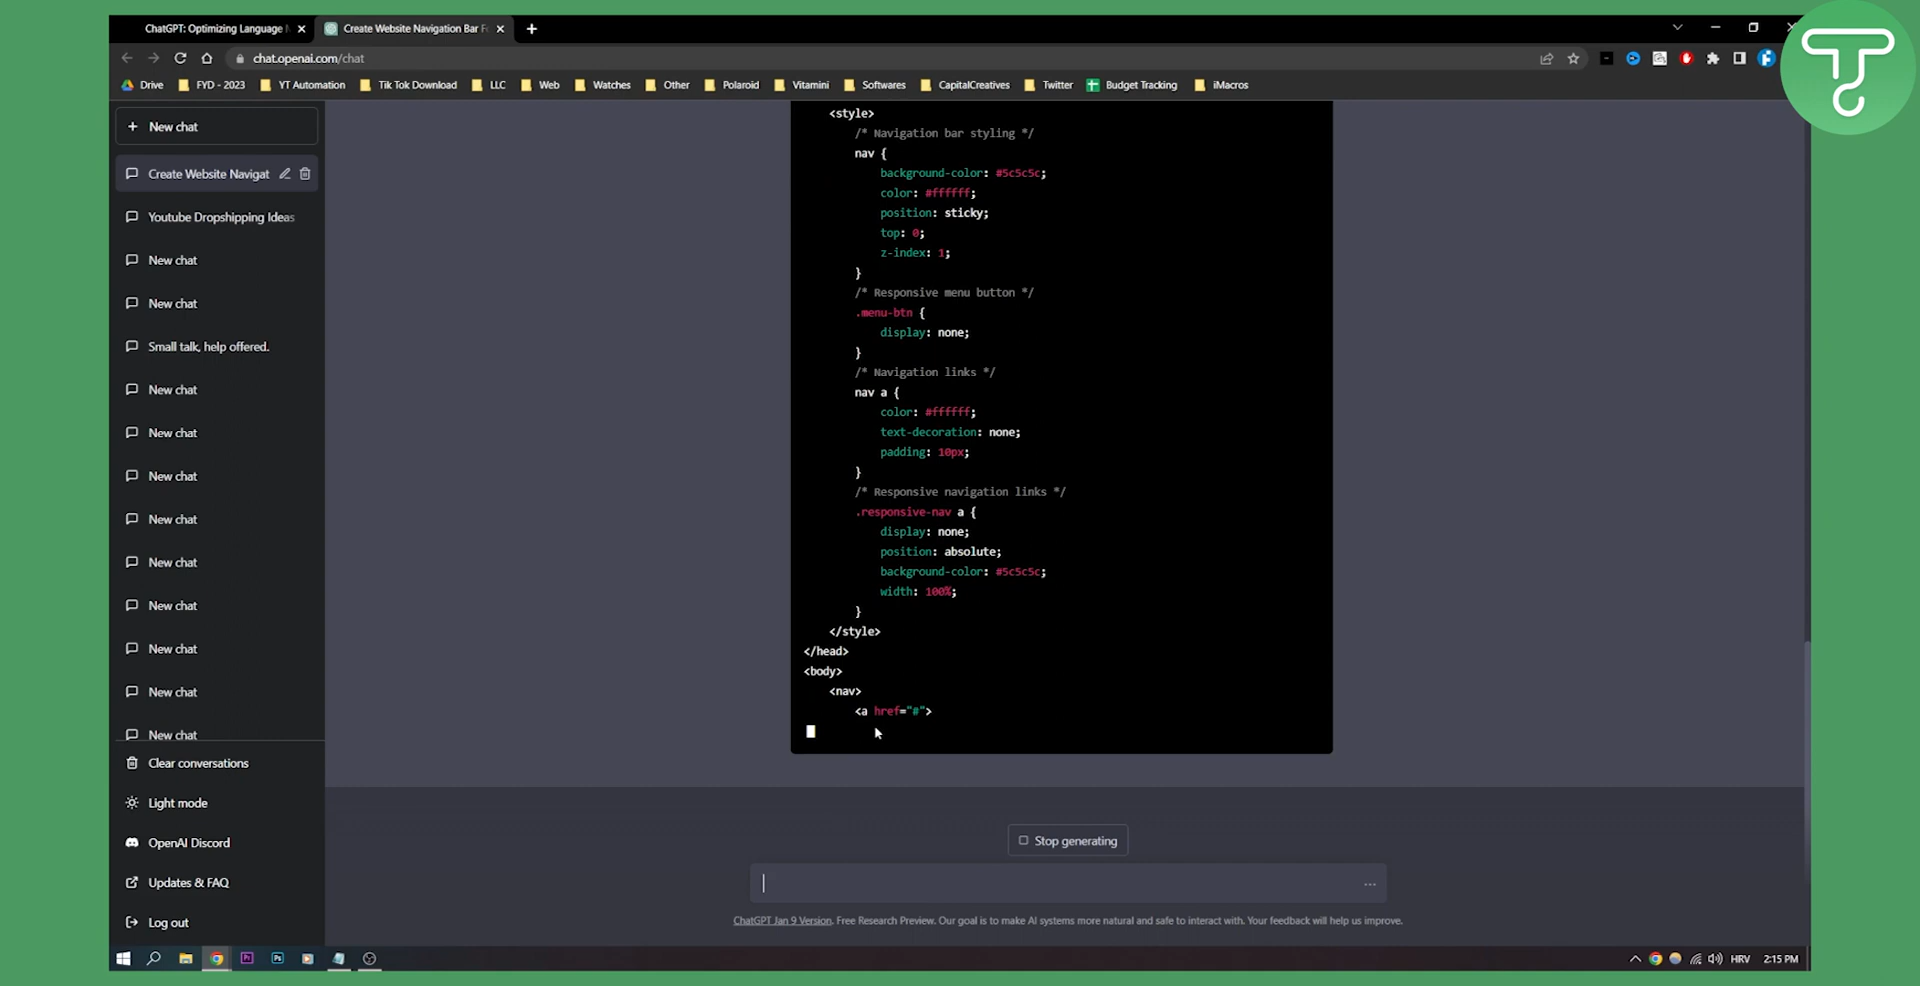 ChatGPT: Optimizing Language
Create Website Navigation Bar F
chat.openai.com/chat
Drive
FYD - 2023
YT Automation
Tik Tok Download
LLC
Web
Watches
Other
Polaroid
Vitamini
Softwares
CapitalCreatives
Twitter
Budget Tracking
iMacros
+ New chat
Create Website Navigat
Youtube Dropshipping Ideas
New chat
New chat
Small talk, help offered.
New chat
New chat
New chat
New chat
New chat
New chat
New chat
New chat
New chat
Clear conversations
Light mode
OpenAI Discord
Updates & FAQ
Log out
<style>
/* Navigation bar styling */
nav {
background-color: #5c5c5c;
color: #ffffff;
position: sticky;
top: 0;
z-index: 1;
}
/* Responsive menu button */
.menu-btn {
display: none;
}
/* Navigation links */
nav a {
color: #ffffff;
text-decoration: none;
padding: 10px;
}
/* Responsive navigation links */
.responsive-nav a {
display: none;
position: absolute;
background-color: #5c5c5c;
width: 100%;
}
</style>
</head>
<body>
<nav>
<a href="#">
Stop generating
ChatGPT Jan 9 Version. Free Research Preview. Our goal is to make AI systems more natural and safe to interact with. Your feedback will help us improve.
Pr
Ps
HRV
2:15 PM